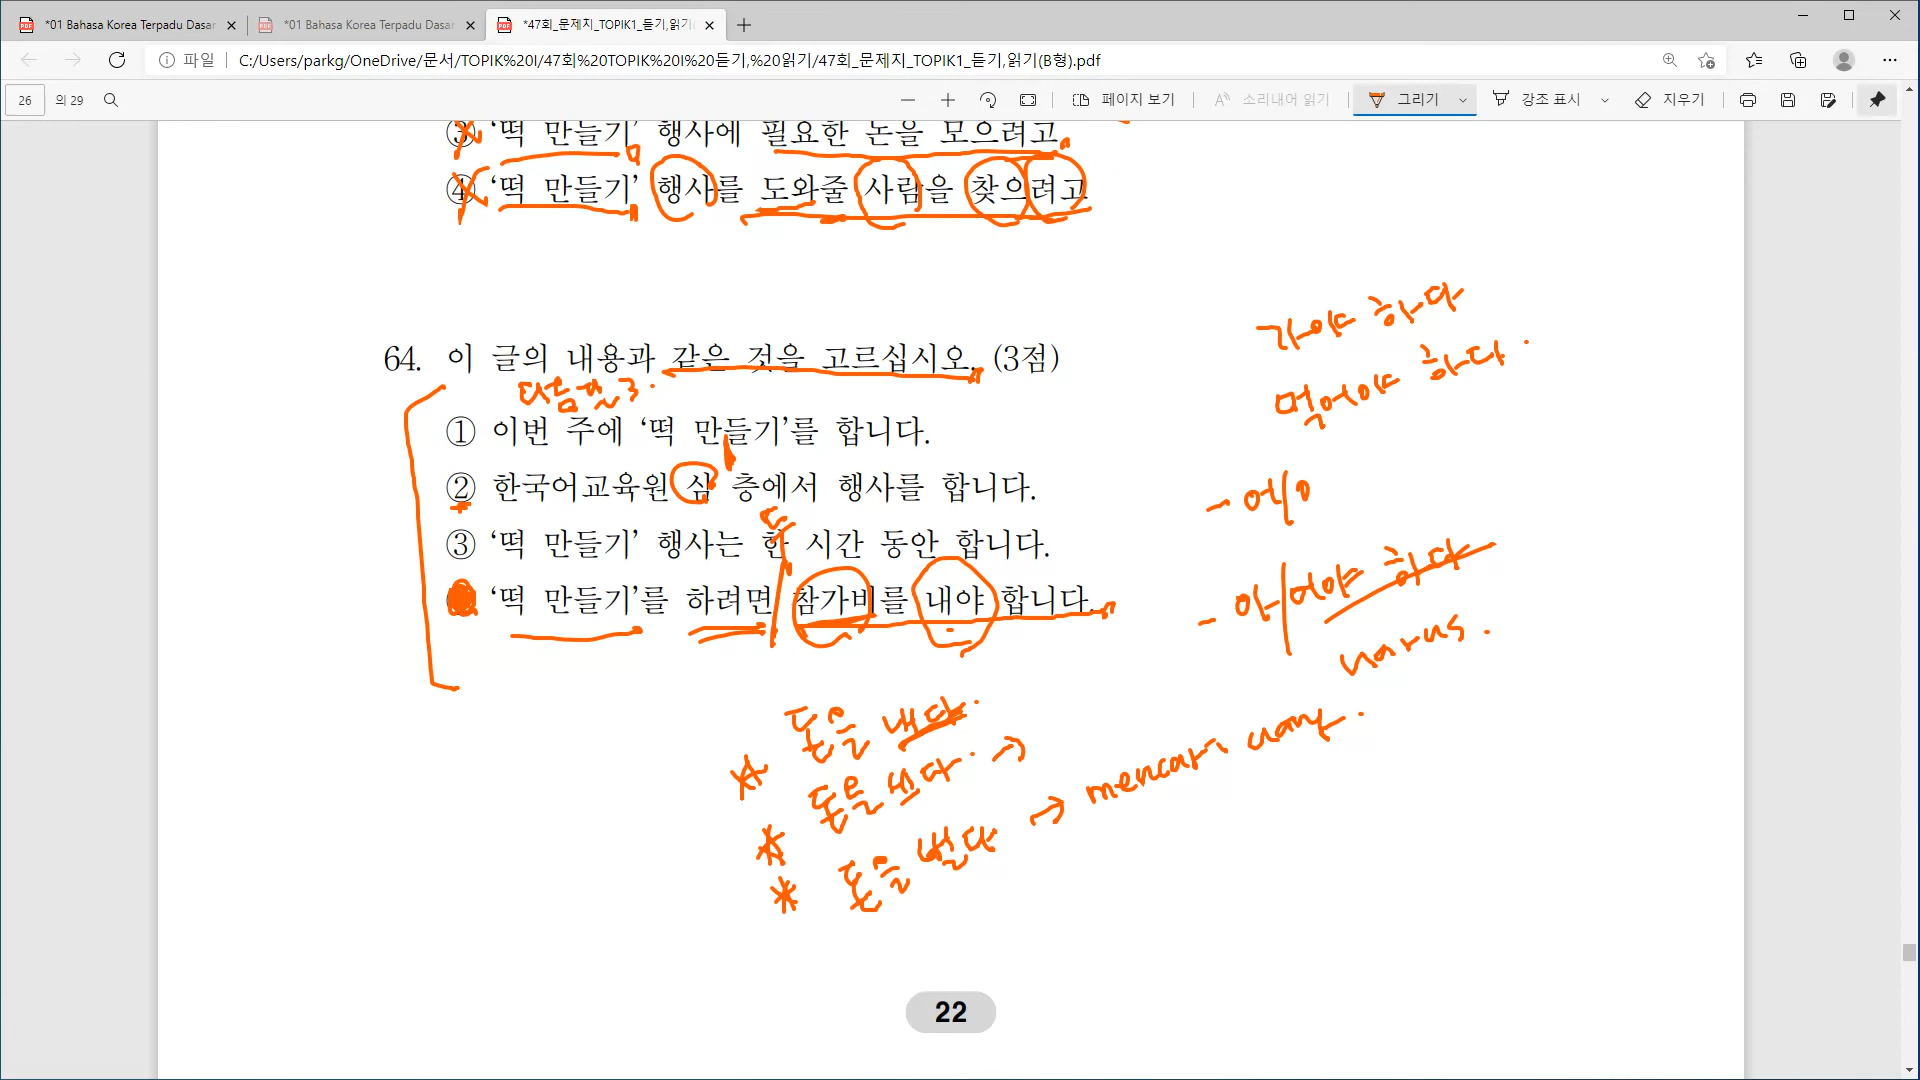 *01 Bahasa Korea Terpadu Dasar
*01 Bahasa Korea Terpadu Dasar
*47회_문제지_TOPIK1_듣기,읽기(
파일
C:/Users/parkg/OneDrive/문서/TOPIK%20I/47회%20TOPIK%20I%20듣기,%20읽기/47회_문제지_TOPIK1_듣기,읽기(B형).pdf
26 의 29
페이지 보기
소리내어 읽기
그리기
강조 표시
지우기
③ ‘떡 만들기’ 행사에 필요한 돈을 모으려고
④ ‘떡 만들기’ 행사를 도와줄 사람을 찾으려고
가야 하다
먹어야 하다.
64. 이 글의 내용과 같은 것을 고르십시오. (3점)
① 이번 주에 ‘떡 만들기’를 합니다.
② 한국어교육원 삼 층에서 행사를 합니다.
두
③ ‘떡 만들기’ 행사는 한 시간 동안 합니다.
‘떡 만들기’를 하려면 참가비를 내야 합니다.
- 아/어야 하다
harus.
돈을 내다.
돈을 쓰다. →
돈을 벌다 → mencari uang.
22